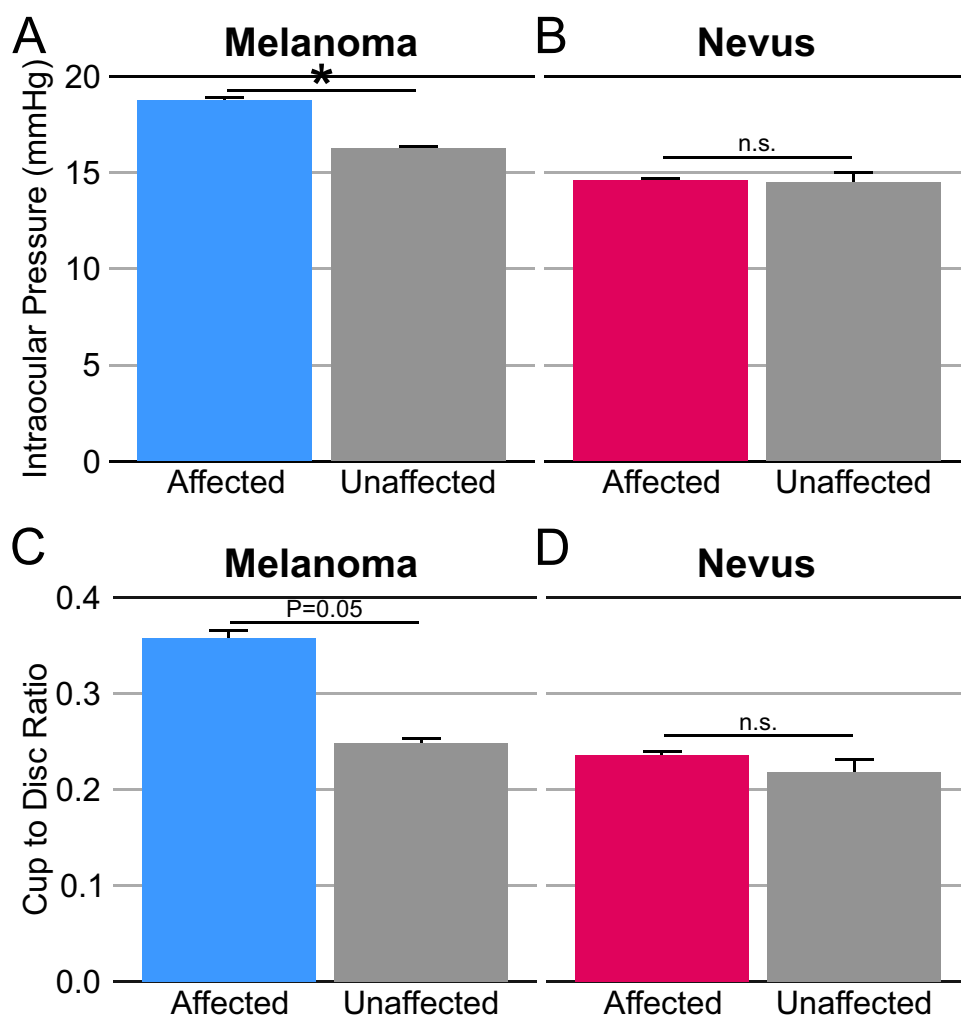 A
Melanoma
B
Nevus
Intraocular Pressure (mmHg)
20
15
10
5
0
*
n.s.
Affected
Unaffected
Affected
Unaffected
C
Melanoma
D
Nevus
Cup to Disc Ratio
0.4
0.3
0.2
0.1
0.0
P=0.05
n.s.
Affected
Unaffected
Affected
Unaffected